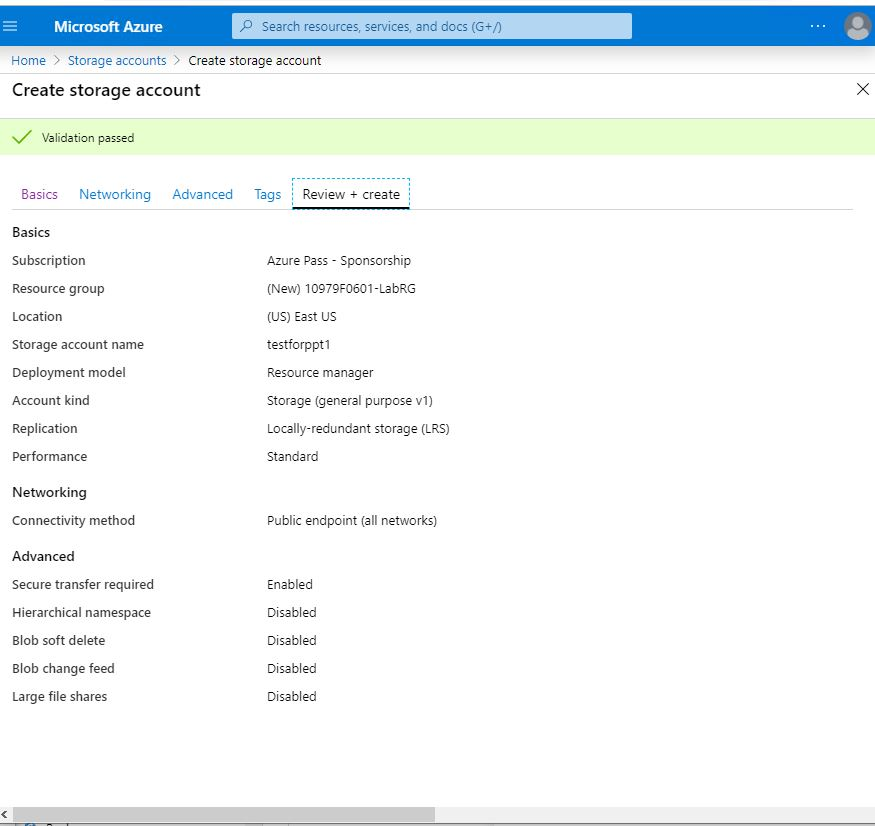 Microsoft Azure
Search resources, services, and docs (G+/)
Home > Storage accounts > Create storage account
Create storage account
Validation passed
Basics Networking Advanced Tags Review + create
Basics
Subscription Azure Pass - Sponsorship
Resource group (New) 10979F0601-LabRG
Location (US) East US
Storage account name testforppt1
Deployment model Resource manager
Account kind Storage (general purpose v1)
Replication Locally-redundant storage (LRS)
Performance Standard
Networking
Connectivity method Public endpoint (all networks)
Advanced
Secure transfer required Enabled
Hierarchical namespace Disabled
Blob soft delete Disabled
Blob change feed Disabled
Large file shares Disabled